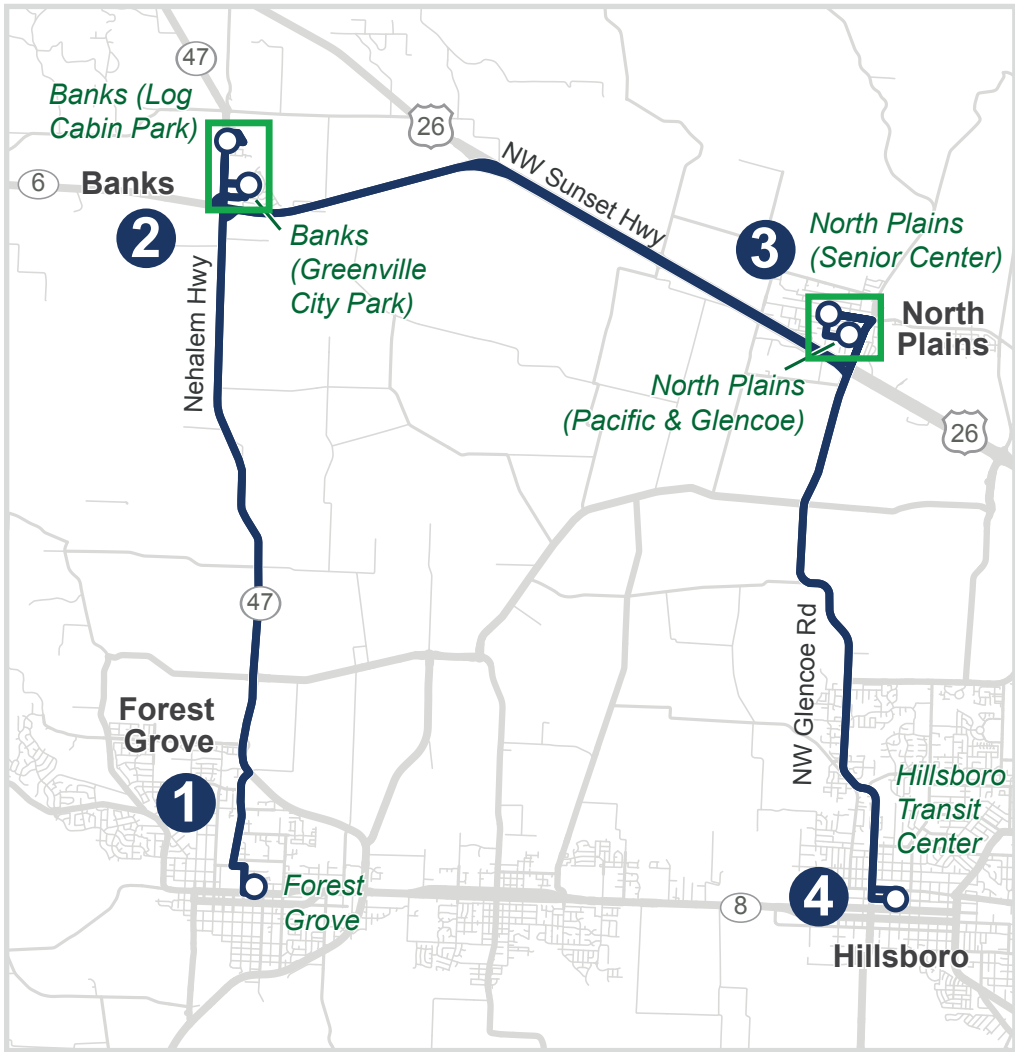 47
Banks (Log
Cabin Park)
26
NW Sunset Hwy
6
Banks
2
Banks
(Greenville
City Park)
Nehalem Hwy
3
North Plains
(Senior Center)
North
Plains
North Plains
(Pacific & Glencoe)
26
47
NW Glencoe Rd
Forest
Grove
1
Forest
Grove
Hillsboro
Transit
Center
8
4
Hillsboro